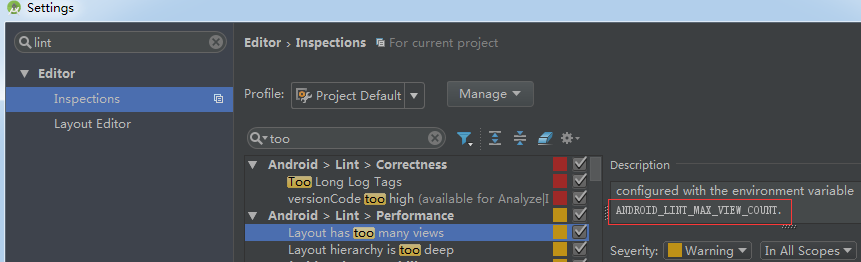 Settings
lint
Editor
Inspections
Layout Editor
Editor › Inspections For current project
Profile: Project Default Manage
too
Android > Lint > Correctness
Too Long Log Tags
versionCode too high (available for Analyze|I
Android > Lint > Performance
Layout has too many views
Layout hierarchy is too deep
Description
configured with the environment variable
ANDROID_LINT_MAX_VIEW_COUNT.
Severity: Warning In All Scopes